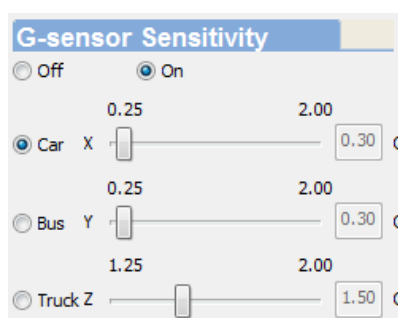 G-sensor Sensitivity
Off On
0.25 2.00
Car X 0.30
0.25 2.00
Bus Y 0.30
1.25 2.00
Truck Z 1.50